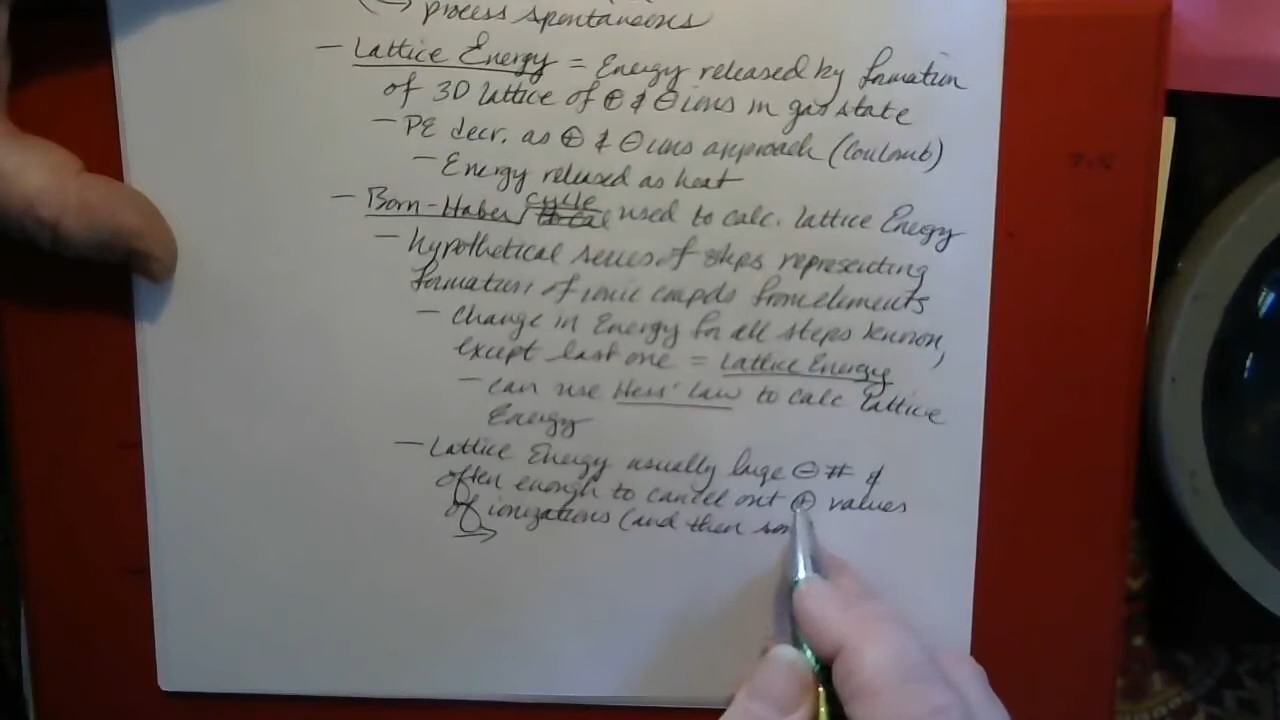 process spontaneous
- Lattice Energy = Energy released by formation
of 3D lattice of ⊕ & ⊖ ions in gas state
- PE decr. as ⊕ & ⊖ ions approach (Coulomb)
- Energy released as heat
- Born-Haber cycle used to calc. lattice Energy
- hypothetical series of steps representing
formation of ionic cmpds from elements
- change in Energy for all steps known,
except last one = Lattice Energy
- can use Hess' Law to calc lattice
Energy
- Lattice Energy usually large ⊖ # &
often enough to cancel out ⊕ values
of ionizations (and then som